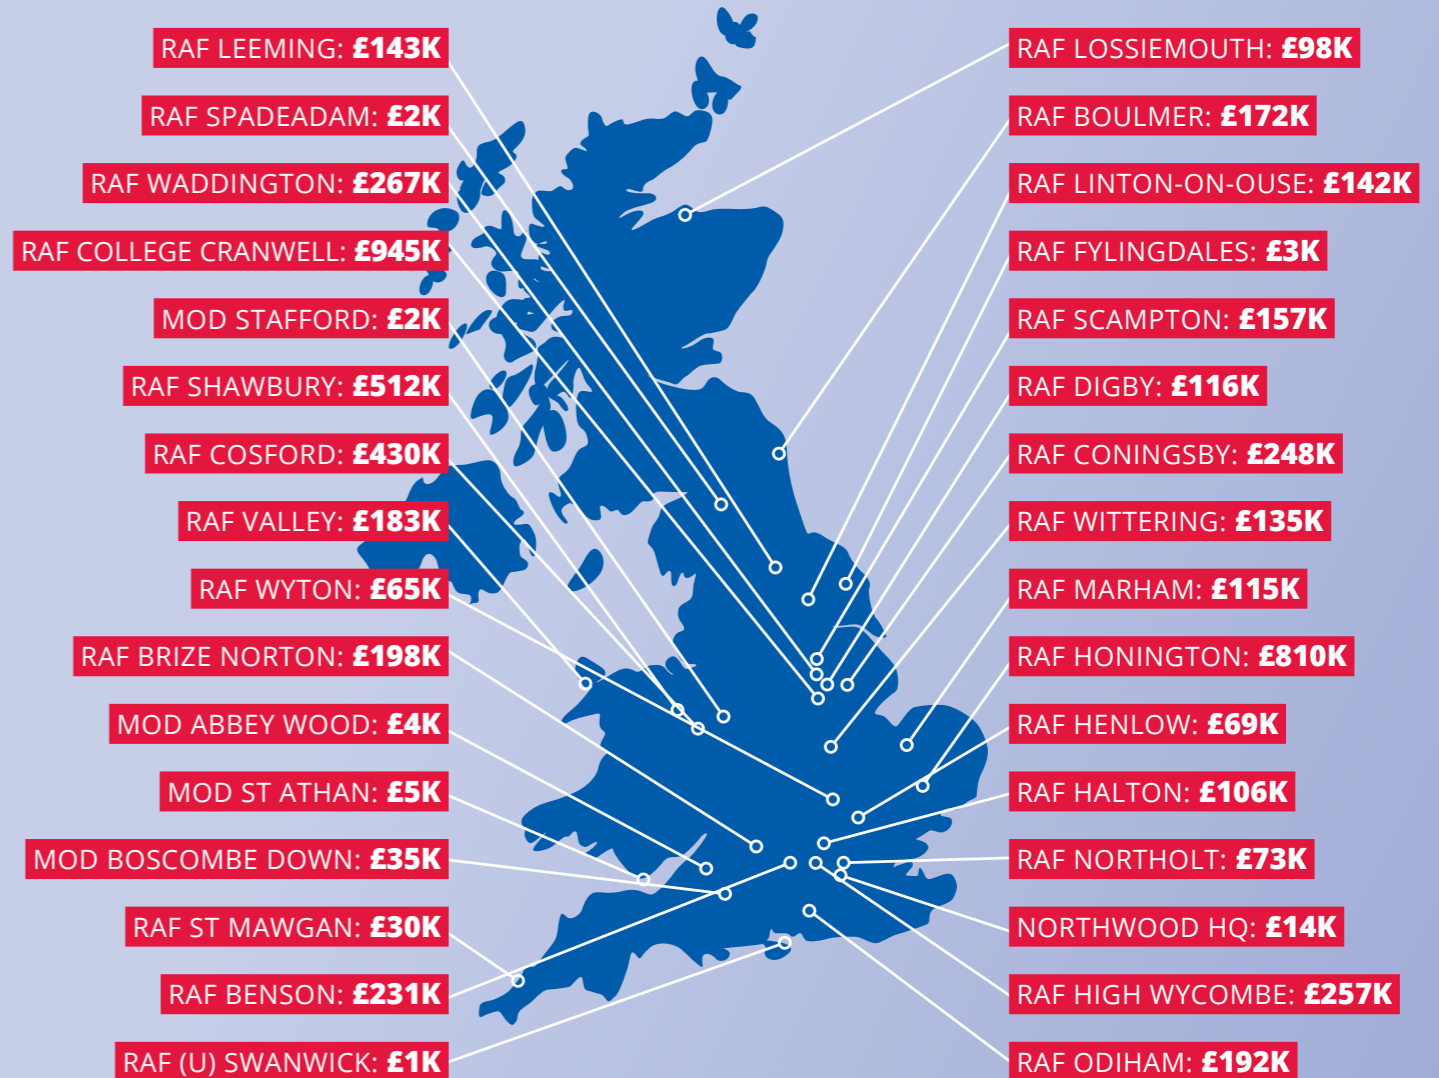 RAF LEEMING: £143K
RAF SPADEADAM: £2K
RAF WADDINGTON: £267K
RAF COLLEGE CRANWELL: £945K
MOD STAFFORD: £2K
RAF SHAWBURY: £512K
RAF COSFORD: £430K
RAF VALLEY: £183K
RAF WYTON: £65K
RAF BRIZE NORTON: £198K
MOD ABBEY WOOD: £4K
MOD ST ATHAN: £5K
MOD BOSCOMBE DOWN: £35K
RAF ST MAWGAN: £30K
RAF BENSON: £231K
RAF (U) SWANWICK: £1K
RAF LOSSIEMOUTH: £98K
RAF BOULMER: £172K
RAF LINTON-ON-OUSE: £142K
RAF FYLINGDALES: £3K
RAF SCAMPTON: £157K
RAF DIGBY: £116K
RAF CONINGSBY: £248K
RAF WITTERING: £135K
RAF MARHAM: £115K
RAF HONINGTON: £810K
RAF HENLOW: £69K
RAF HALTON: £106K
RAF NORTHOLT: £73K
NORTHWOOD HQ: £14K
RAF HIGH WYCOMBE: £257K
RAF ODIHAM: £192K